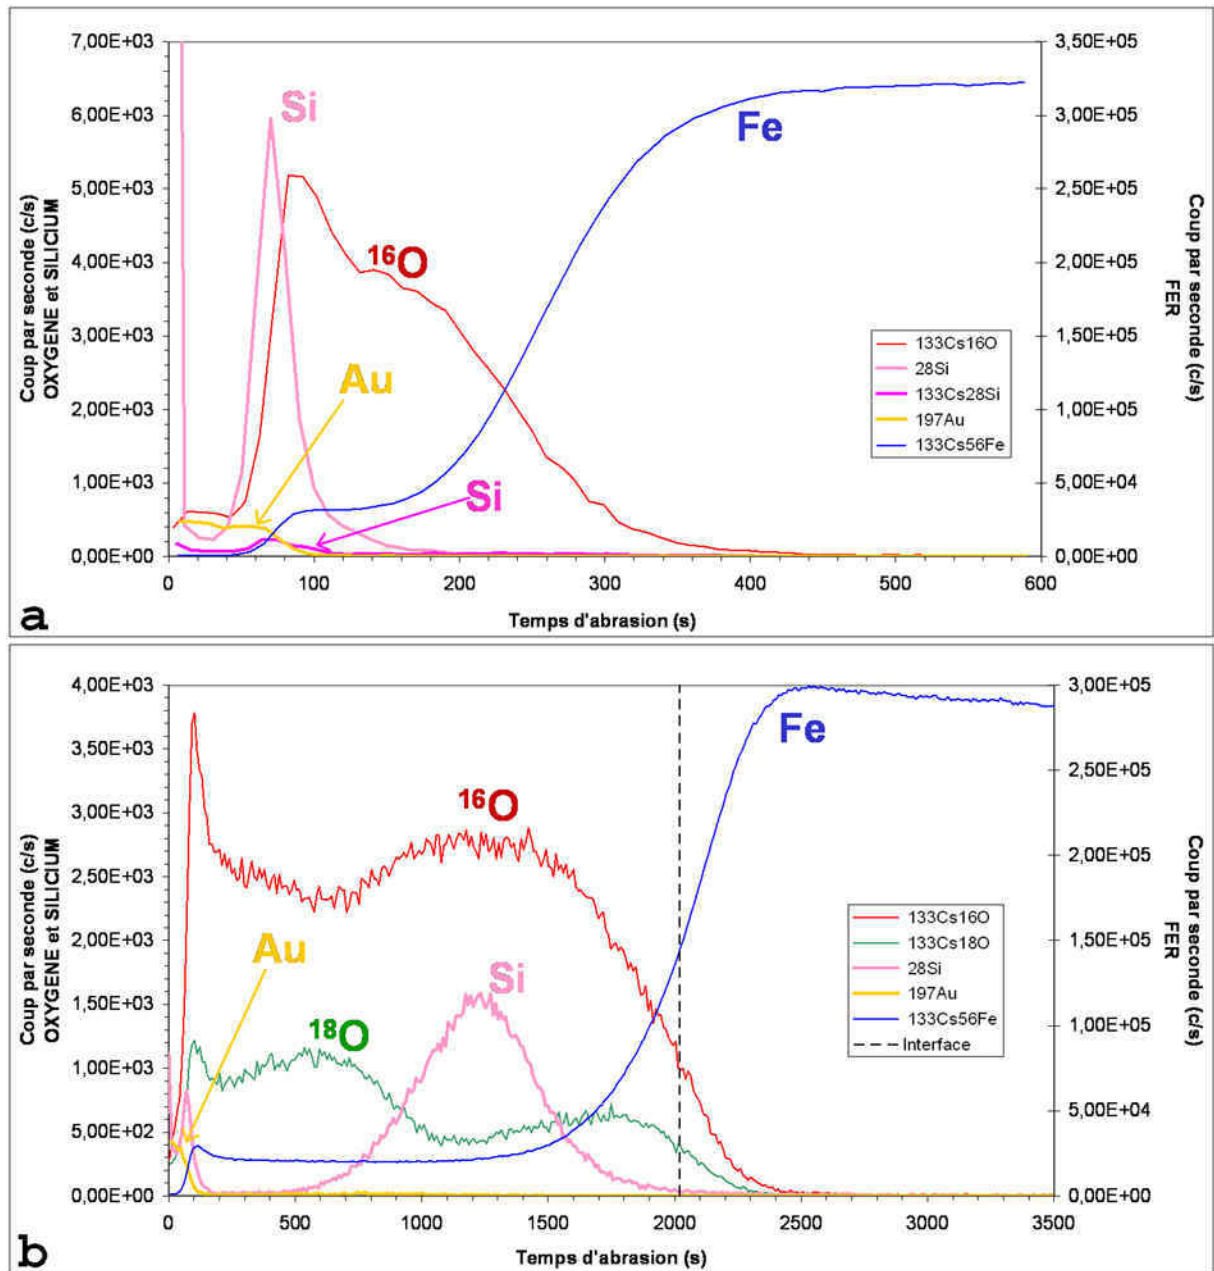 7,00E+03
6,00E+03
5,00E+03
4,00E+03
3,00E+03
2,00E+03
1,00E+03
0,00E+00
Coup par seconde (c/s)
OXYGENE et SILICIUM
3,50E+05
3,00E+05
2,50E+05
2,00E+05
1,50E+05
1,00E+05
5,00E+04
0,00E+00
Coup par seconde (c/s)
FER
Si
Fe
16O
Au
Si
133Cs16O
28Si
133Cs28Si
197Au
133Cs56Fe
0 100 200 300 400 500 600
Temps d'abrasion (s)
a
4,00E+03
3,50E+03
3,00E+03
2,50E+03
2,00E+03
1,50E+03
1,00E+03
5,00E+02
0,00E+00
Coup par seconde (c/s)
OXYGENE et SILICIUM
3,00E+05
2,50E+05
2,00E+05
1,50E+05
1,00E+05
5,00E+04
0,00E+00
Coup par seconde (c/s)
FER
Fe
16O
Au
Si
18O
133Cs16O
133Cs18O
28Si
197Au
133Cs56Fe
Interface
0 500 1000 1500 2000 2500 3000 3500
Temps d'abrasion (s)
b